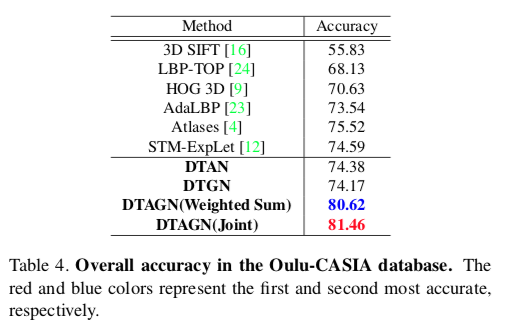 Method Accuracy
3D SIFT [16] 55.83
LBP-TOP [24] 68.13
HOG 3D [9] 70.63
AdaLBP [23] 73.54
Atlases [4] 75.52
STM-ExpLet [12] 74.59
DTAN 74.38
DTGN 74.17
DTAGN(Weighted Sum) 80.62
DTAGN(Joint) 81.46
Table 4. Overall accuracy in the Oulu-CASIA database. The
red and blue colors represent the first and second most accurate,
respectively.